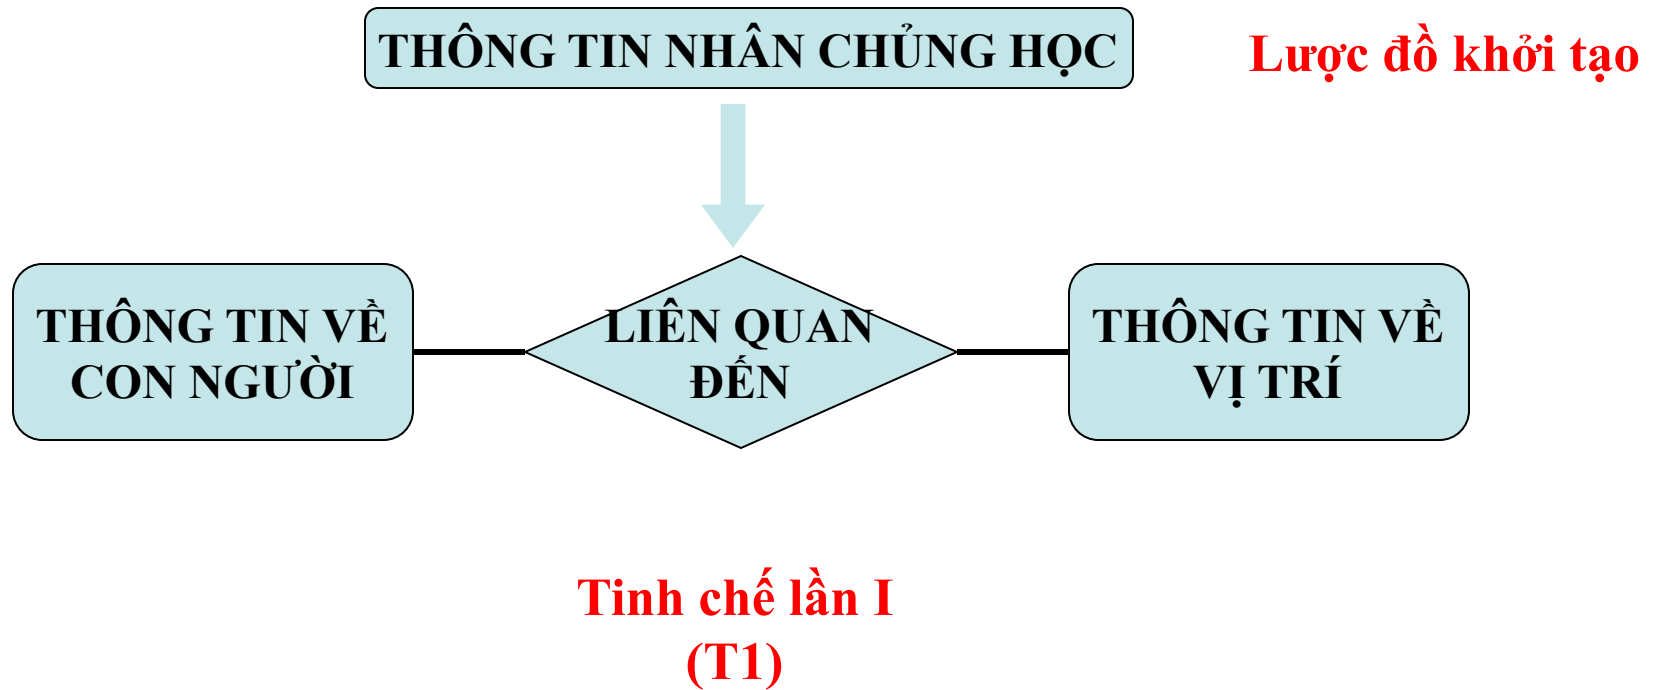 THÔNG TIN NHÂN CHỦNG HỌC
Lược đồ khởi tạo
THÔNG TIN VỀ
CON NGƯỜI
LIÊN QUAN
ĐẾN
THÔNG TIN VỀ
VỊ TRÍ
Tinh chế lần I
(T1)